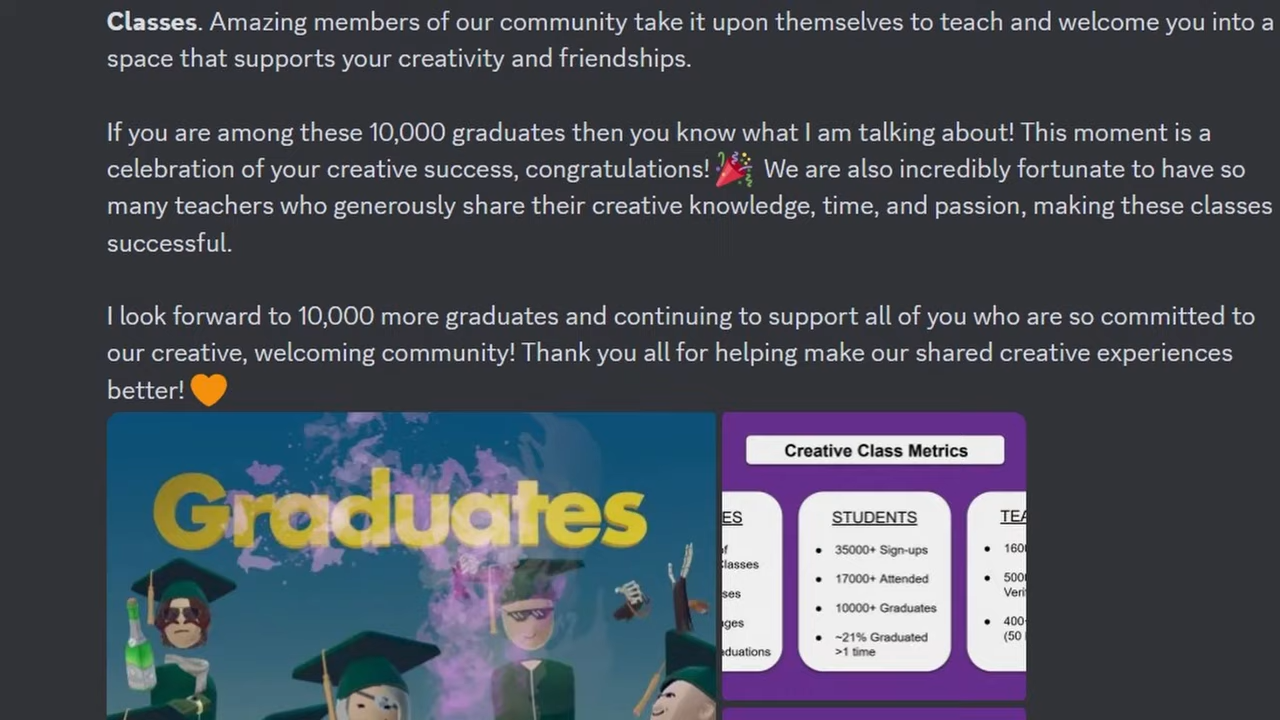 Classes. Amazing members of our community take it upon themselves to teach and welcome you into a
space that supports your creativity and friendships.
If you are among these 10,000 graduates then you know what I am talking about! This moment is a
celebration of your creative success, congratulations! 🎉 We are also incredibly fortunate to have so
many teachers who generously share their creative knowledge, time, and passion, making these classes
successful.
I look forward to 10,000 more graduates and continuing to support all of you who are so committed to
our creative, welcoming community! Thank you all for helping make our shared creative experiences
better! 🧡
Graduates
Creative Class Metrics
STUDENTS
• 35000+ Sign-ups
• 17000+ Attended
• 10000+ Graduates
• ~21% Graduated
>1 time